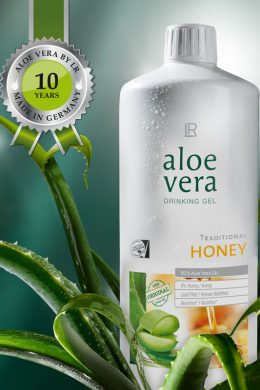 ALOE VERA BY LR
10
YEARS
MADE IN GERMANY
LR
aloe
vera
DRINKING GEL
TRADITIONAL
HONEY
90% ALOE VERA GEL
9% Honey / Honig
ORIGINAL